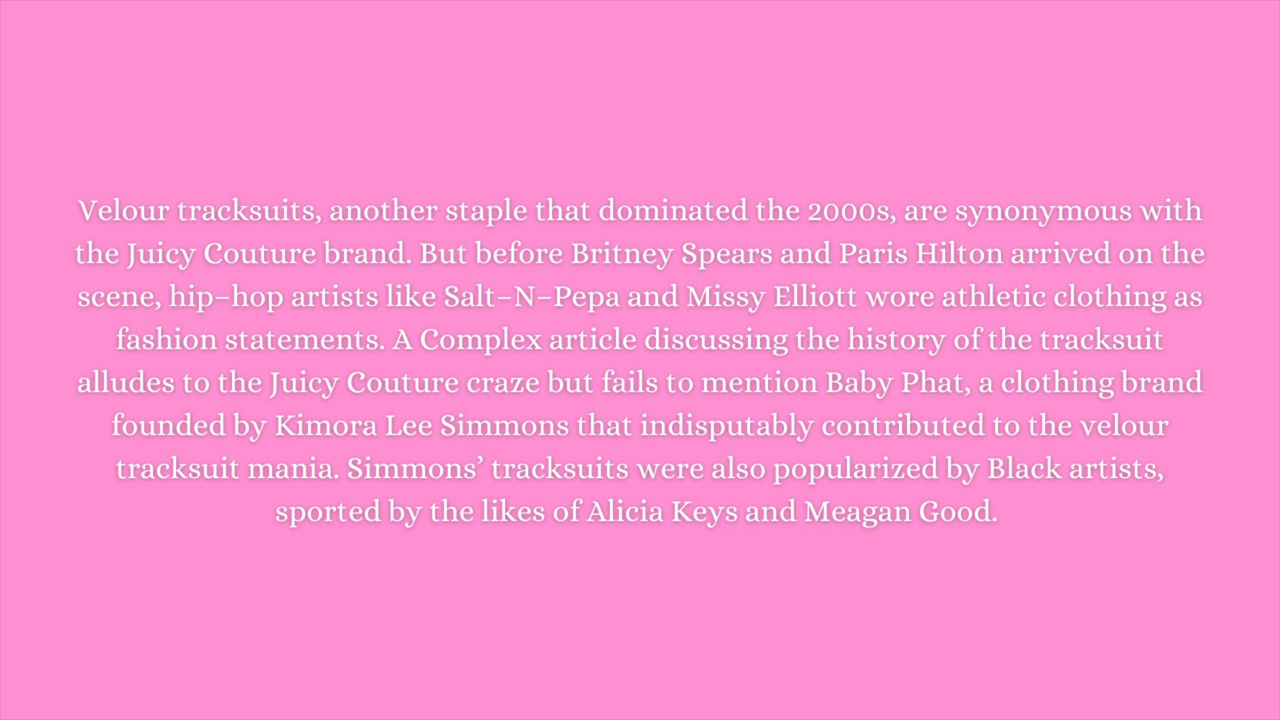 Velour tracksuits, another staple that dominated the 2000s, are synonymous with
the Juicy Couture brand. But before Britney Spears and Paris Hilton arrived on the
scene, hip–hop artists like Salt–N–Pepa and Missy Elliott wore athletic clothing as
fashion statements. A Complex article discussing the history of the tracksuit
alludes to the Juicy Couture craze but fails to mention Baby Phat, a clothing brand
founded by Kimora Lee Simmons that indisputably contributed to the velour
tracksuit mania. Simmons’ tracksuits were also popularized by Black artists,
sported by the likes of Alicia Keys and Meagan Good.